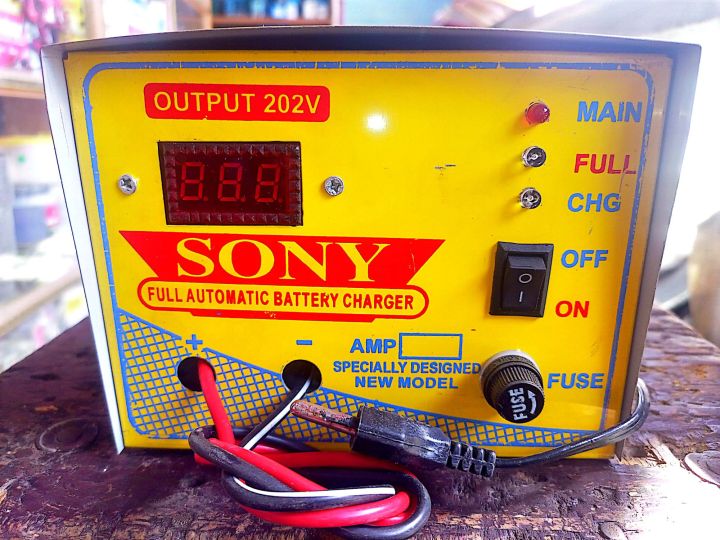 OUTPUT 202V
MAIN
FULL
CHG
SONY
FULL AUTOMATIC BATTERY CHARGER
OFF
ON
+ −
AMP
SPECIALLY DESIGNED
NEW MODEL
FUSE
FUSE